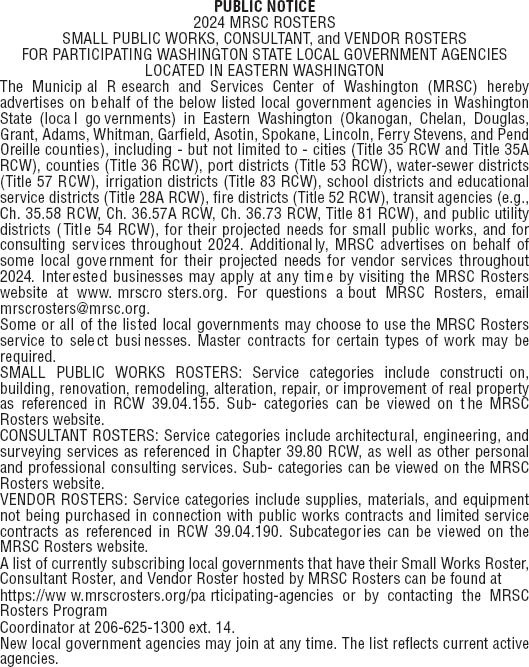 PUBLIC NOTICE
2024 MRSC ROSTERS
SMALL PUBLIC WORKS, CONSULTANT, and VENDOR ROSTERS
FOR PARTICIPATING WASHINGTON STATE LOCAL GOVERNMENT AGENCIES
LOCATED IN EASTERN WASHINGTON
The Municip al R esearch and Services Center of Washington (MRSC) hereby
advertises on behalf of the below listed local government agencies in Washington
State (loca l go vernments) in Eastern Washington (Okanogan, Chelan, Douglas,
Grant, Adams, Whitman, Garfield, Asotin, Spokane, Lincoln, Ferry Stevens, and Pend
Oreille counties), including - but not limited to - cities (Title 35 RCW and Title 35A
RCW), counties (Title 36 RCW), port districts (Title 53 RCW), water-sewer districts
(Title 57 RCW), irrigation districts (Title 83 RCW), school districts and educational
service districts (Title 28A RCW), fire districts (Title 52 RCW), transit agencies (e.g.,
Ch. 35.58 RCW, Ch. 36.57A RCW, Ch. 36.73 RCW, Title 81 RCW), and public utility
districts (Title 54 RCW), for their projected needs for small public works, and for
consulting services throughout 2024. Additionally, MRSC advertises on behalf of
some local government for their projected needs for vendor services throughout
2024. Interested businesses may apply at any time by visiting the MRSC Rosters
website at www. mrscro sters.org. For questions a bout MRSC Rosters, email
mrscrosters@mrsc.org.
Some or all of the listed local governments may choose to use the MRSC Rosters
service to select busi nesses. Master contracts for certain types of work may be
required.
SMALL PUBLIC WORKS ROSTERS: Service categories include constructi on,
building, renovation, remodeling, alteration, repair, or improvement of real property
as referenced in RCW 39.04.155. Sub- categories can be viewed on the MRSC
Rosters website.
CONSULTANT ROSTERS: Service categories include architectural, engineering, and
surveying services as referenced in Chapter 39.80 RCW, as well as other personal
and professional consulting services. Sub- categories can be viewed on the MRSC
Rosters website.
VENDOR ROSTERS: Service categories include supplies, materials, and equipment
not being purchased in connection with public works contracts and limited service
contracts as referenced in RCW 39.04.190. Subcategories can be viewed on the
MRSC Rosters website.
A list of currently subscribing local governments that have their Small Works Roster,
Consultant Roster, and Vendor Roster hosted by MRSC Rosters can be found at
https://ww w.mrscrosters.org/pa rticipating-agencies or by contacting the MRSC
Rosters Program
Coordinator at 206-625-1300 ext. 14.
New local government agencies may join at any time. The list reflects current active
agencies.